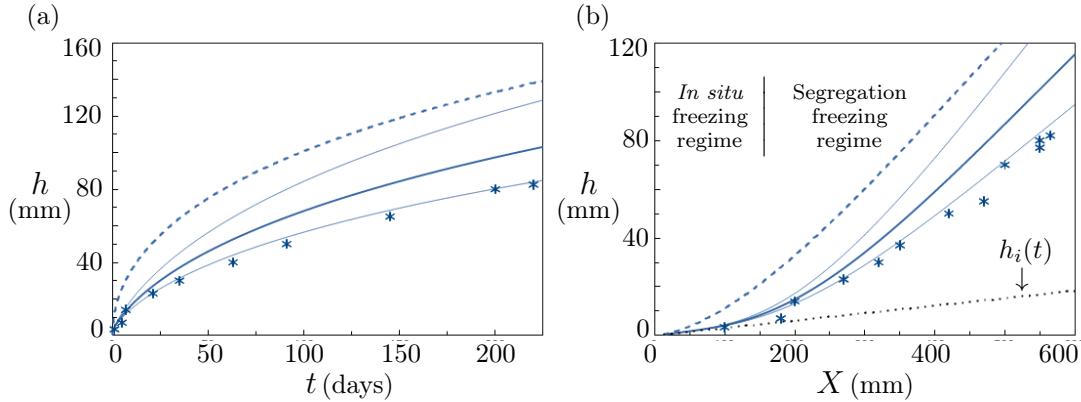 (a)
160
120
80
40
0
h
(mm)
0
50
100
150
200
t (days)
(b)
120
80
40
0
h
(mm)
In situ
freezing
regime
Segregation
freezing
regime
h_i(t)
0
200
400
600
X (mm)